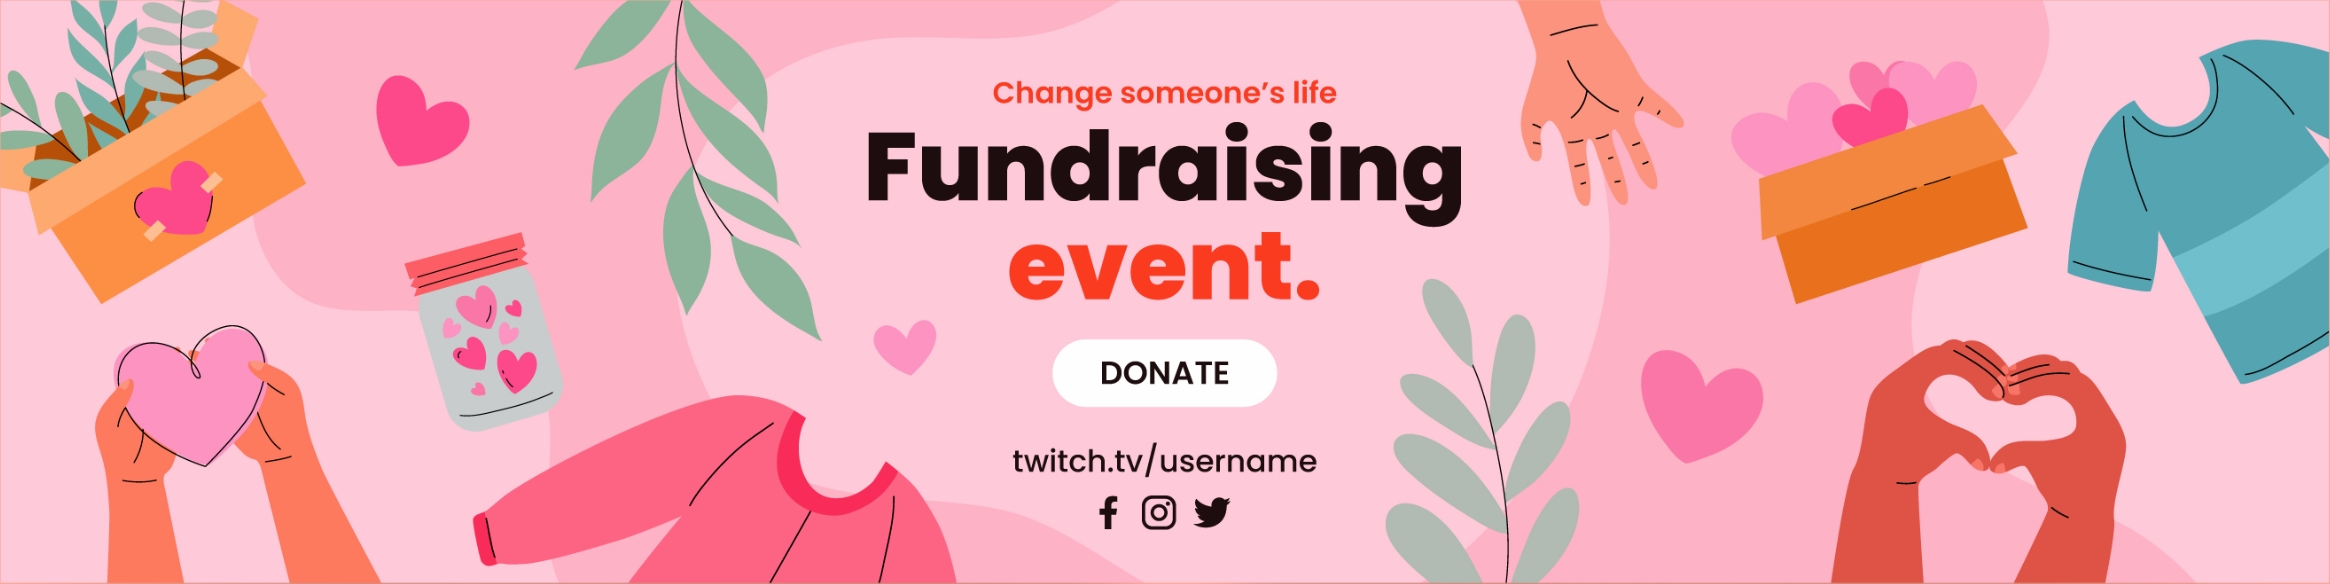 Change someone’s life
Fundraising
event.
DONATE
twitch.tv/username